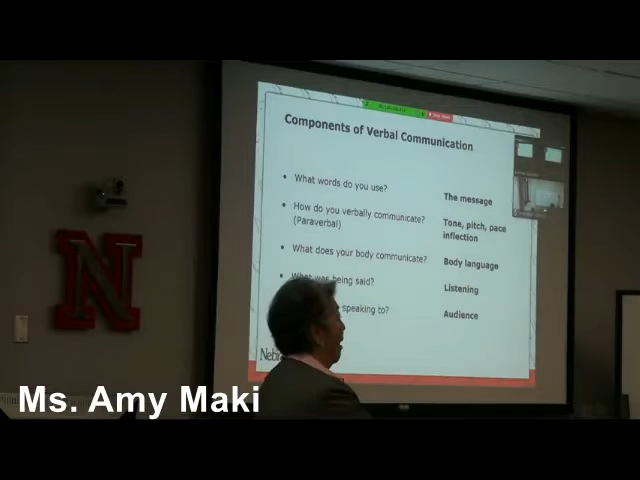 Components of Verbal Communication
• What words do you use?
The message
• How do you verbally communicate?
(Paraverbal)
Tone, pitch, pace
inflection
• What does your body communicate?
Body language
• What was being said?
Listening
speaking to?
Audience
N
Ms. Amy Maki